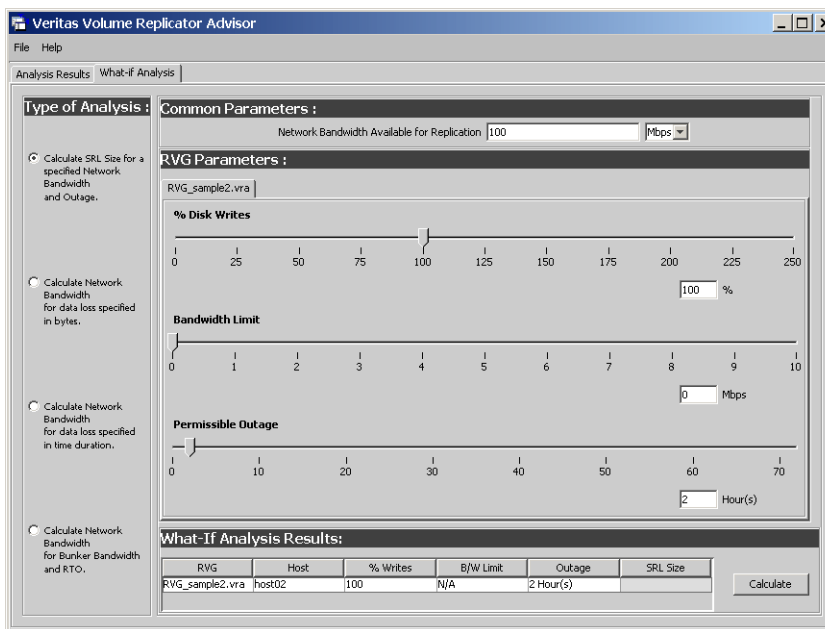 Veritas Volume Replicator Advisor
File Help
Analysis Results What-if Analysis
Type of Analysis :
Calculate SRL Size for a
specified Network
Bandwidth
and Outage.
Calculate Network
Bandwidth
for data loss specified
in bytes.
Calculate Network
Bandwidth
for data loss specified
in time duration.
Calculate Network
Bandwidth
for Bunker Bandwidth
and RTO.
Common Parameters :
Network Bandwidth Available for Replication 100 Mbps
RVG Parameters :
RVG_sample2.vra
% Disk Writes
0 25 50 75 100 125 150 175 200 225 250
100 %
Bandwidth Limit
0 1 2 3 4 5 6 7 8 9 10
0 Mbps
Permissible Outage
0 10 20 30 40 50 60 70
2 Hour(s)
What-If Analysis Results:
RVG Host % Writes B/W Limit Outage SRL Size
RVG_sample2.vra host02 100 N/A 2 Hour(s)
Calculate